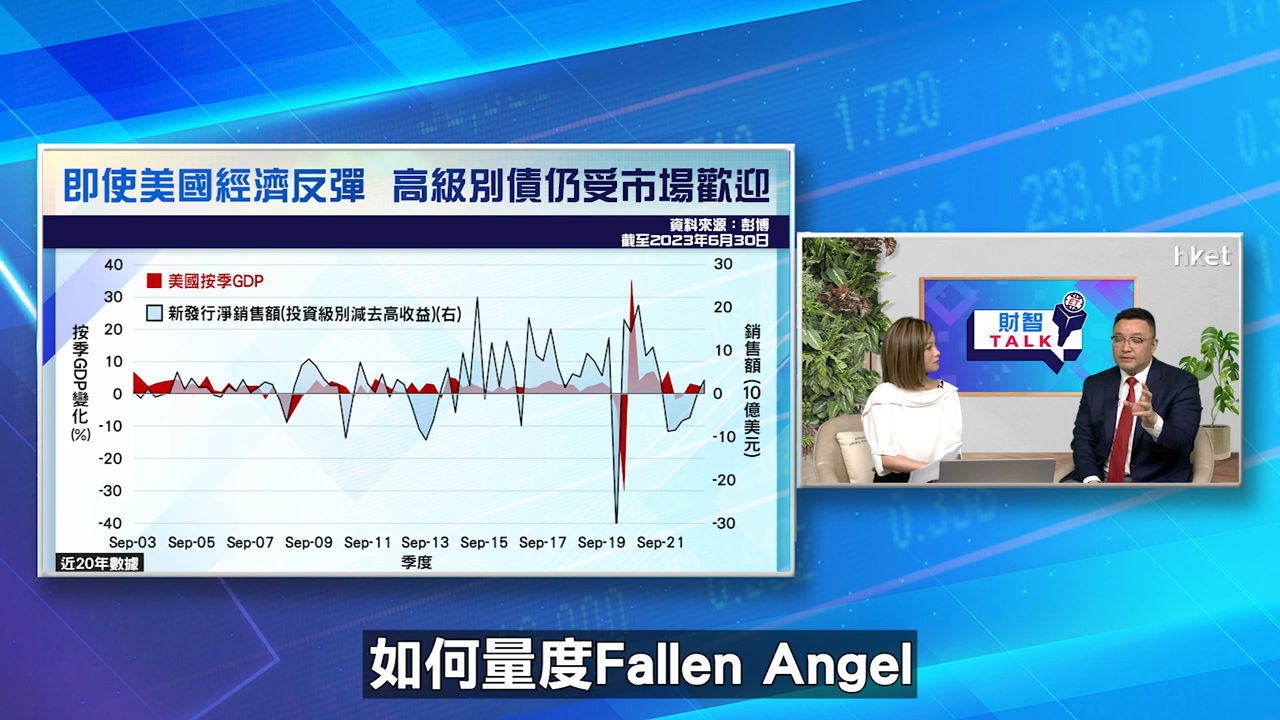 即使美國經濟反彈 高級別債仍受市場歡迎
資料來源：彭博
截至2023年6月30日
40
30
20
10
0
-10
-20
-30
-40
按季GDP變化(%)
美國按季GDP
新發行淨銷售額(投資級別減去高收益)(右)
30
20
10
0
-10
-20
-30
銷售額(10億美元)
Sep-03 Sep-05 Sep-07 Sep-09 Sep-11 Sep-13 Sep-15 Sep-17 Sep-19 Sep-21
季度
近20年數據
hket
財智
TALK
1.720
9,996
233,167
如何量度Fallen Angel